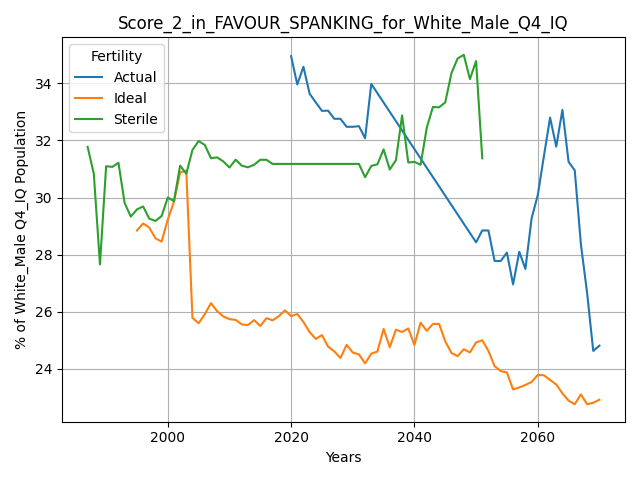 Score_2_in_FAVOUR_SPANKING_for_White_Male_Q4_IQ
Fertility
Actual
Ideal
Sterile
% of White_Male Q4_IQ Population
34
32
30
28
26
24
2000
2020
2040
2060
Years